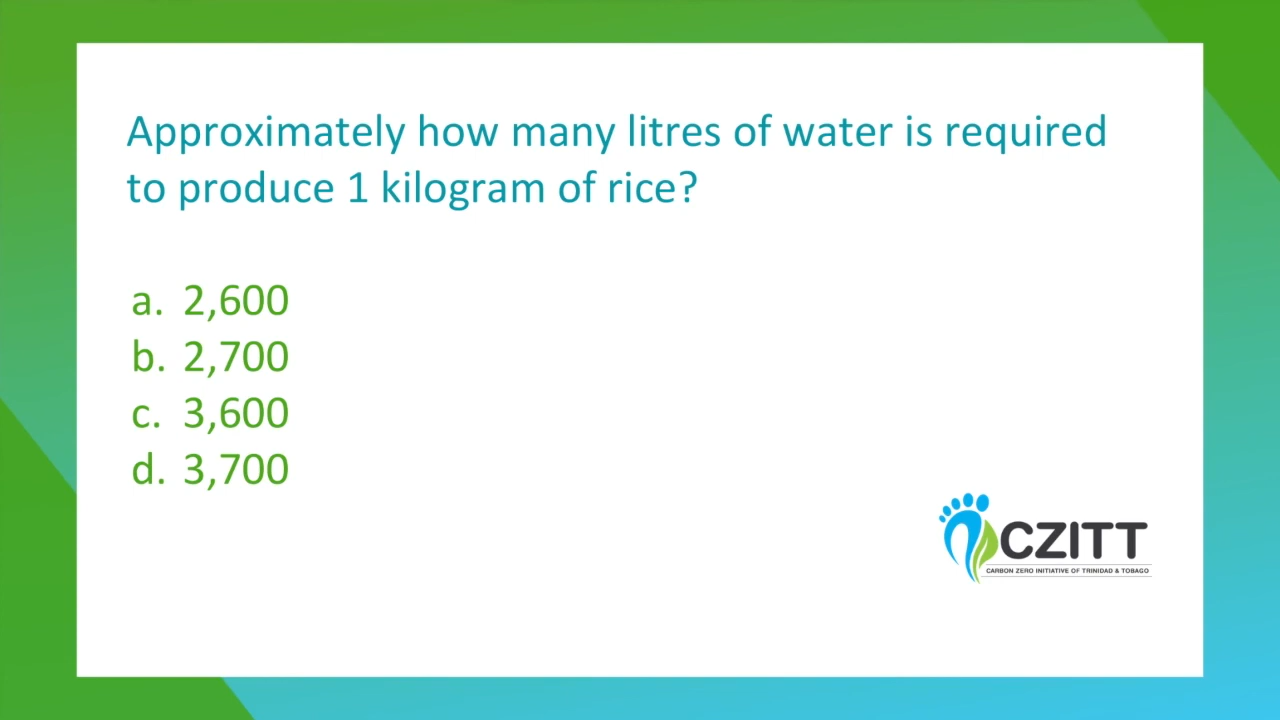 Approximately how many litres of water is required
to produce 1 kilogram of rice?
a. 2,600
b. 2,700
c. 3,600
d. 3,700
CZITT
CARBON ZERO INITIATIVE OF TRINIDAD & TOBAGO